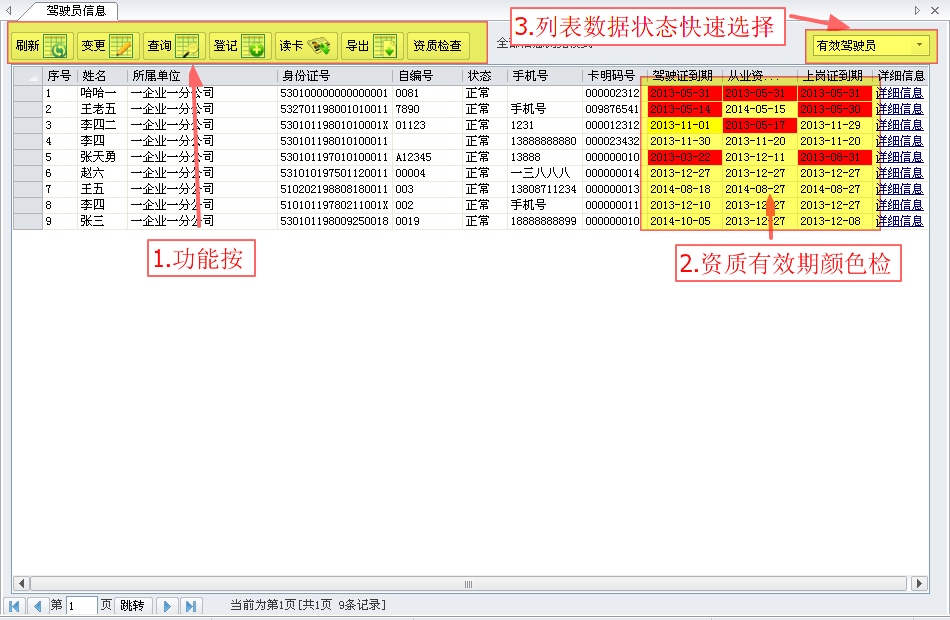 驾驶员信息
3.列表数据状态快速选择
刷新 变更 查询 登记 读卡 导出 资质检查
有效驾驶员
序号 姓名 所属单位 身份证号 自编号 状态 手机号 卡明码号 驾驶证到期 从业资... 上岗证到期 详细信息
1 哈哈一 一企业一分公司 530100000000000001 0081 正常 000002312 2013-05-31 2013-05-31 2013-05-31 详细信息
2 王老五 一企业一分公司 532701198001010011 7890 正常 手机号 009876541 2013-05-14 2014-05-15 2013-05-30 详细信息
3 李四二 一企业一分公司 53010119801010001X 01123 正常 1231 000012312 2013-11-01 2013-05-17 2013-11-29 详细信息
4 李四 一企业一分公司 530101198010100011 正常 13888888880 000023432 2013-11-30 2013-11-20 2013-11-20 详细信息
5 张天勇 一企业一分公司 530101197010100011 A12345 正常 13888 000000010 2013-03-22 2013-12-11 2013-08-31 详细信息
6 赵六 一企业一分公司 531010197501120011 00004 正常 一三八八八 000000014 2013-12-27 2013-12-27 2013-12-27 详细信息
7 王五 一企业一分公司 510202198808180011 003 正常 13808711234 000000013 2014-08-18 2014-08-27 2014-08-27 详细信息
8 李四 一企业一分公司 51010119780211001X 002 正常 手机号 000000011 2013-12-10 2013-12-27 2013-12-27 详细信息
9 张三 一企业一分公司 530101198009250018 0019 正常 18888888899 000000010 2014-10-05 2013-12-27 2013-12-08 详细信息
1.功能按
2.资质有效期颜色检
第 1 页 跳转 当前为第1页[共1页 9条记录]